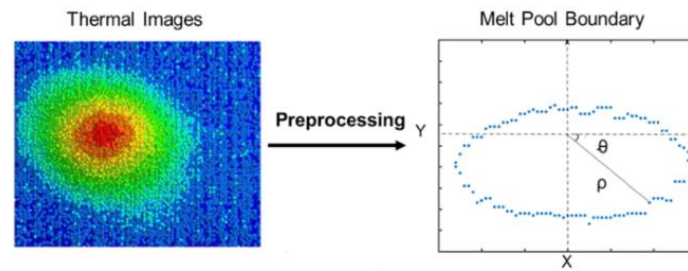 Thermal Images
Melt Pool Boundary
Preprocessing
Y
θ
ρ
X